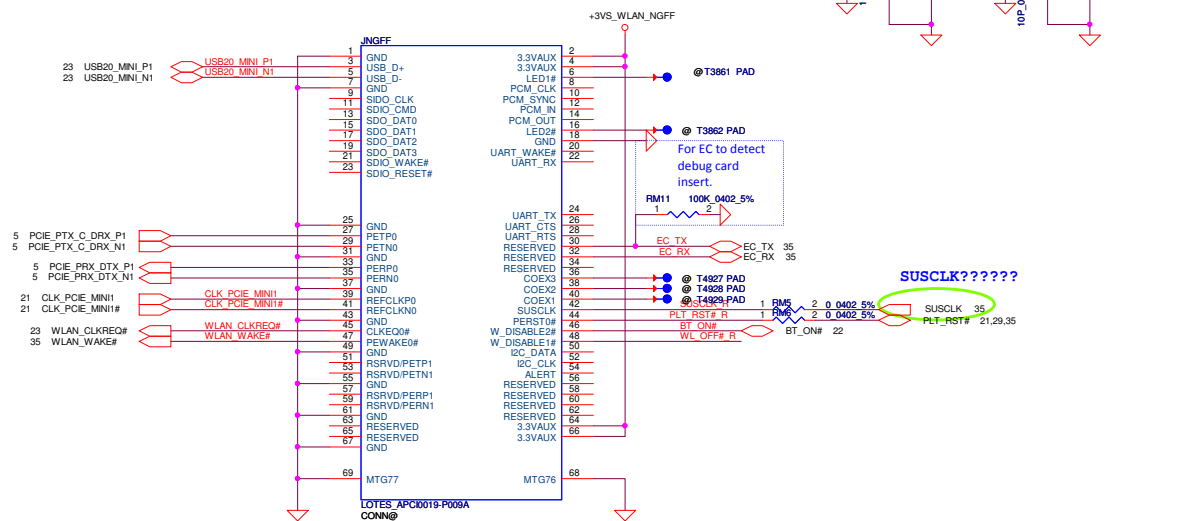 10P_0
+3VS_WLAN_NGFF
JNGFF
1 GND
3 USB_D+
5 USB_D-
7 GND
9 SIDO_CLK
11 SDIO_CMD
13 SDO_DAT0
15 SDO_DAT1
17 SDO_DAT2
19 SDO_DAT3
21 SDIO_WAKE#
23 SDIO_RESET#
25 GND
27 PETP0
29 PETN0
31 GND
33 PERP0
35 PERN0
37 GND
39 REFCLKP0
41 REFCLKN0
43 GND
45 CLKEQ0#
47 PEWAKE0#
49 GND
51 RSRVD/PETP1
53 RSRVD/PETN1
55 GND
57 RSRVD/PERP1
59 RSRVD/PERN1
61 GND
63 RESERVED
65 RESERVED
67 GND
69 MTG77
3.3VAUX 2
3.3VAUX 4
LED1# 6
PCM_CLK 8
PCM_SYNC 10
PCM_IN 12
PCM_OUT 14
LED2# 16
GND 18
UART_WAKE# 20
UART_RX 22
UART_TX 24
UART_CTS 26
UART_RTS 28
RESERVED 30
RESERVED 32
RESERVED 34
COEX3 36
COEX2 38
COEX1 40
SUSCLK 42
PERST0# 44
W_DISABLE2# 46
W_DISABLE1# 48
I2C_DATA 50
I2C_CLK 52
ALERT 54
RESERVED 56
RESERVED 58
RESERVED 60
RESERVED 62
3.3VAUX 64
3.3VAUX 66
MTG76 68
LOTES_APCI0019-P009A
CONN@
23 USB20_MINI_P1 USB20_MINI_P1
23 USB20_MINI_N1 USB20_MINI_N1
5 PCIE_PTX_C_DRX_P1
5 PCIE_PTX_C_DRX_N1
5 PCIE_PRX_DTX_P1
5 PCIE_PRX_DTX_N1
21 CLK_PCIE_MINI1 CLK_PCIE_MINI1
21 CLK_PCIE_MINI1# CLK_PCIE_MINI1#
23 WLAN_CLKREQ# WLAN_CLKREQ#
35 WLAN_WAKE# WLAN_WAKE#
@ T3861 PAD
@ T3862 PAD
For EC to detect
debug card
insert.
RM11 100K_0402_5%
1 2
EC_TX EC_TX 35
EC_RX EC_RX 35
@ T4927 PAD
@ T4928 PAD
@ T4929 PAD
SUSCLK??????
SUSCLK_R 1 RM5 2 0_0402_5% SUSCLK 35
PLT_RST#_R 1 RM6 2 0_0402_5% PLT_RST# 21,29,35
BT_ON# BT_ON# 22
WL_OFF#_R